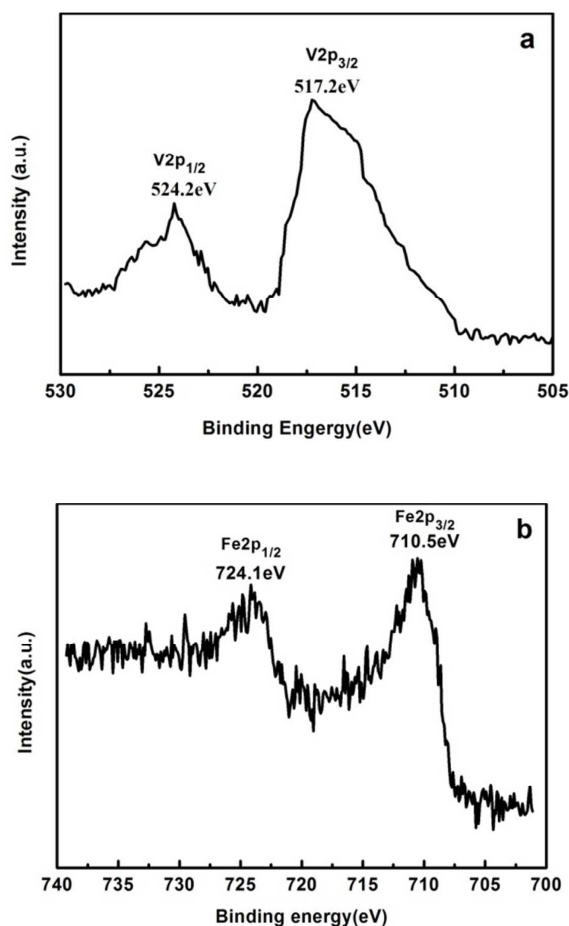 a
V2p3/2
517.2eV
V2p1/2
524.2eV
Intensity (a.u.)
530 525 520 515 510 505
Binding Engergy(eV)
b
Fe2p3/2
710.5eV
Fe2p1/2
724.1eV
Intensity(a.u.)
740 735 730 725 720 715 710 705 700
Binding energy(eV)